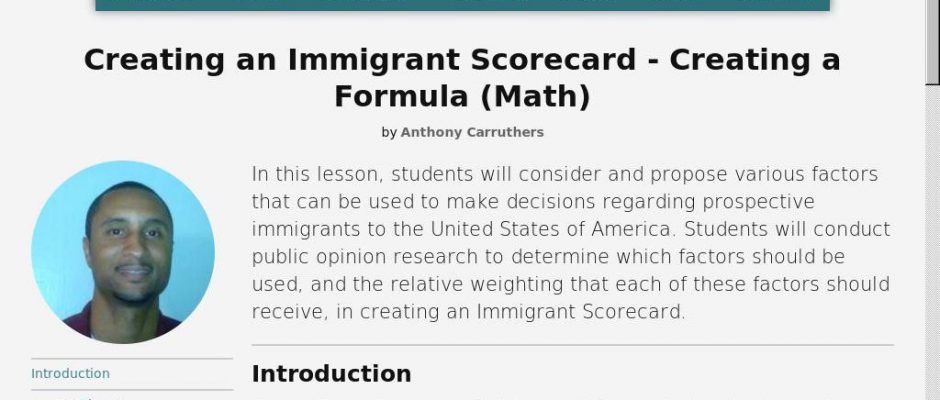 Creating an Immigrant Scorecard - Creating a
Formula (Math)
by Anthony Carruthers
In this lesson, students will consider and propose various factors
that can be used to make decisions regarding prospective
immigrants to the United States of America. Students will conduct
public opinion research to determine which factors should be
used, and the relative weighting that each of these factors should
receive, in creating an Immigrant Scorecard.
Introduction
Introduction